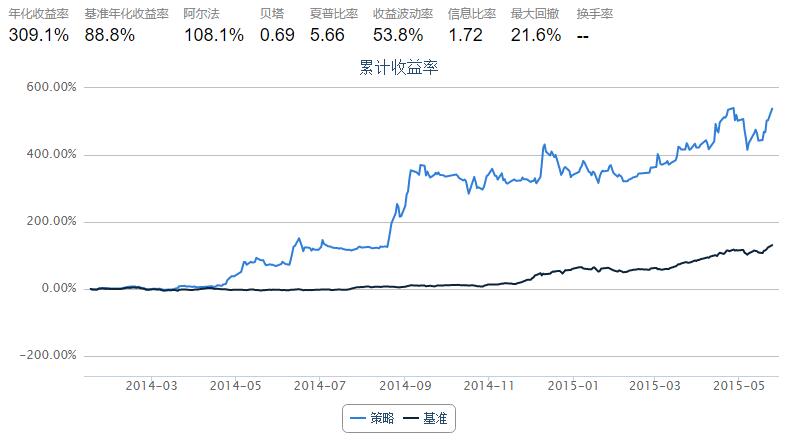 年化收益率 基准年化收益率 阿尔法 贝塔 夏普比率 收益波动率 信息比率 最大回撤 换手率
309.1% 88.8% 108.1% 0.69 5.66 53.8% 1.72 21.6% --
累计收益率
600.00%
400.00%
200.00%
0.00%
-200.00%
2014-03 2014-05 2014-07 2014-09 2014-11 2015-01 2015-03 2015-05
策略 基准